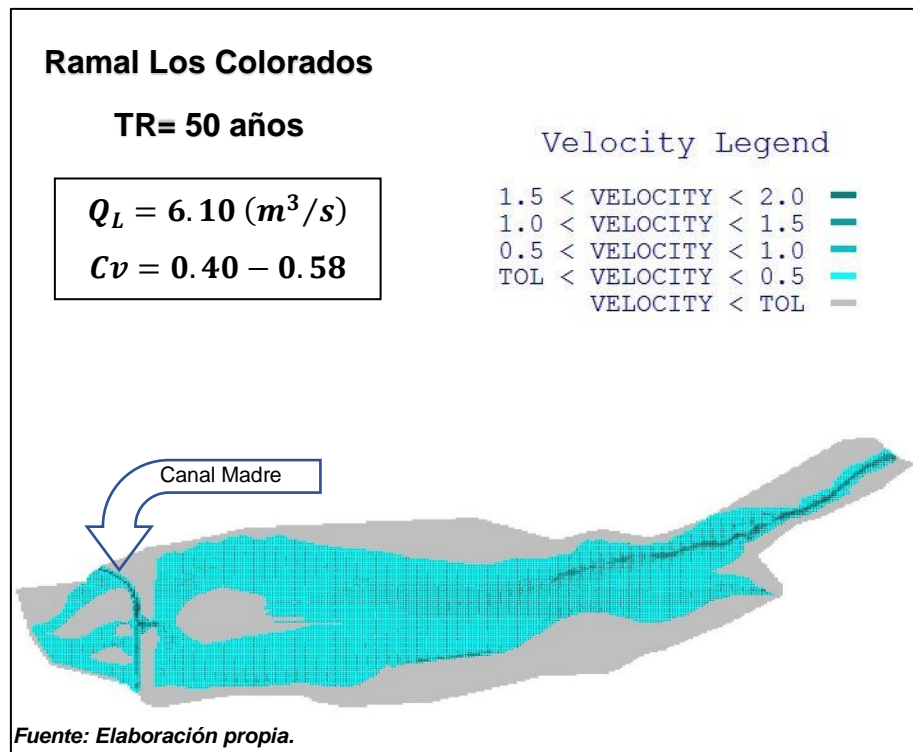 Ramal Los Colorados
TR= 50 años
Q_L = 6.10 (m³/s)
Cv = 0.40 − 0.58
Velocity Legend
1.5 < VELOCITY < 2.0
1.0 < VELOCITY < 1.5
0.5 < VELOCITY < 1.0
TOL < VELOCITY < 0.5
VELOCITY < TOL
Canal Madre
Fuente: Elaboración propia.